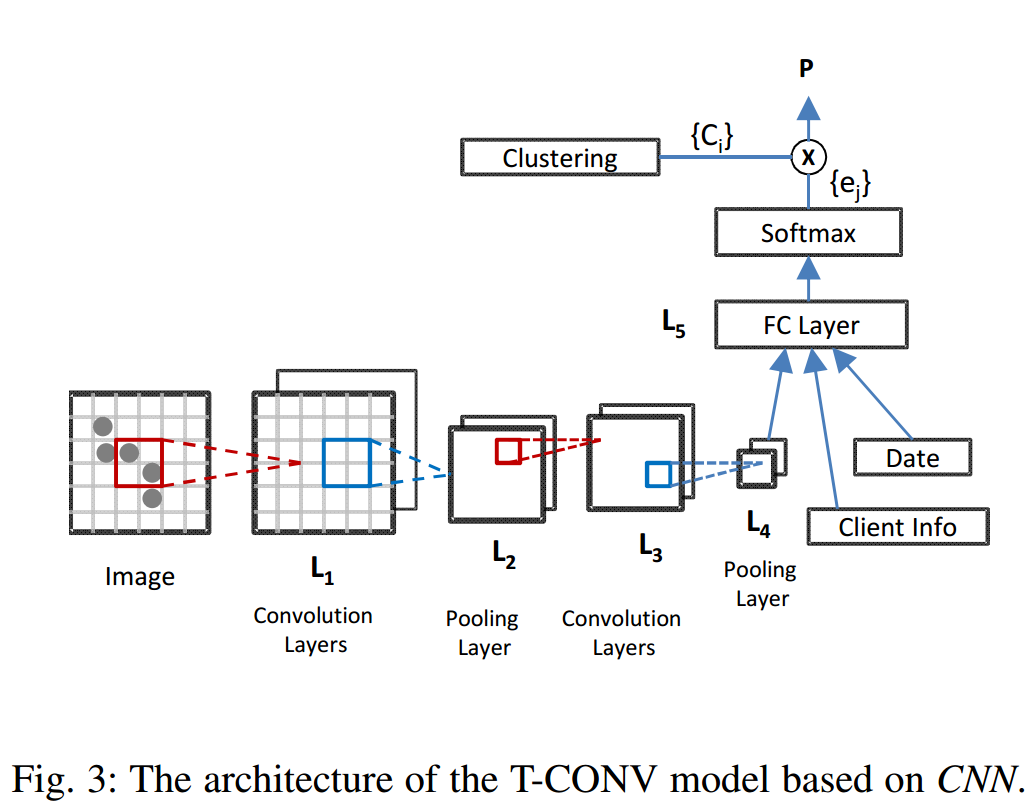 P
{Ci}
Clustering
X
{ej}
Softmax
L5
FC Layer
Date
Client Info
Image
L1
Convolution
Layers
L2
Pooling
Layer
L3
Convolution
Layers
L4
Pooling
Layer
Fig. 3: The architecture of the T-CONV model based on CNN.